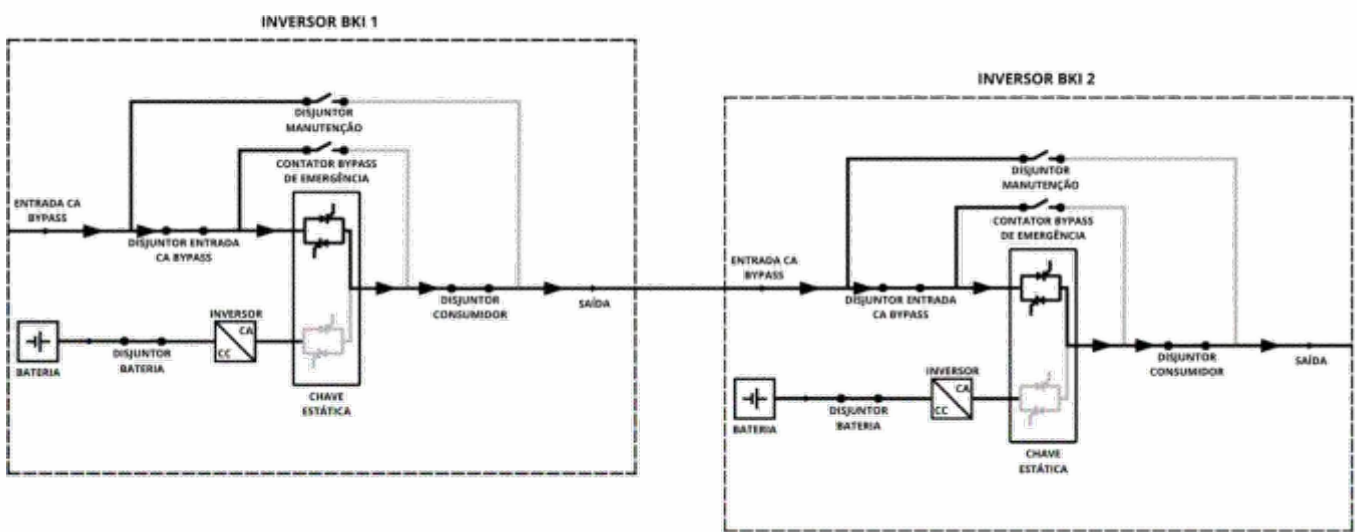 INVERSOR BKI 1
DISJUNTOR
MANUTENÇÃO
CONTATOR BYPASS
DE EMERGÊNCIA
ENTRADA CA
BYPASS
DISJUNTOR ENTRADA
CA BYPASS
DISJUNTOR
CONSUMIDOR
SAÍDA
INVERSOR
CA
CC
BATERIA
DISJUNTOR
BATERIA
CHAVE
ESTÁTICA
INVERSOR BKI 2
DISJUNTOR
MANUTENÇÃO
CONTATOR BYPASS
DE EMERGÊNCIA
ENTRADA CA
BYPASS
DISJUNTOR ENTRADA
CA BYPASS
DISJUNTOR
CONSUMIDOR
SAÍDA
INVERSOR
CA
CC
BATERIA
DISJUNTOR
BATERIA
CHAVE
ESTÁTICA